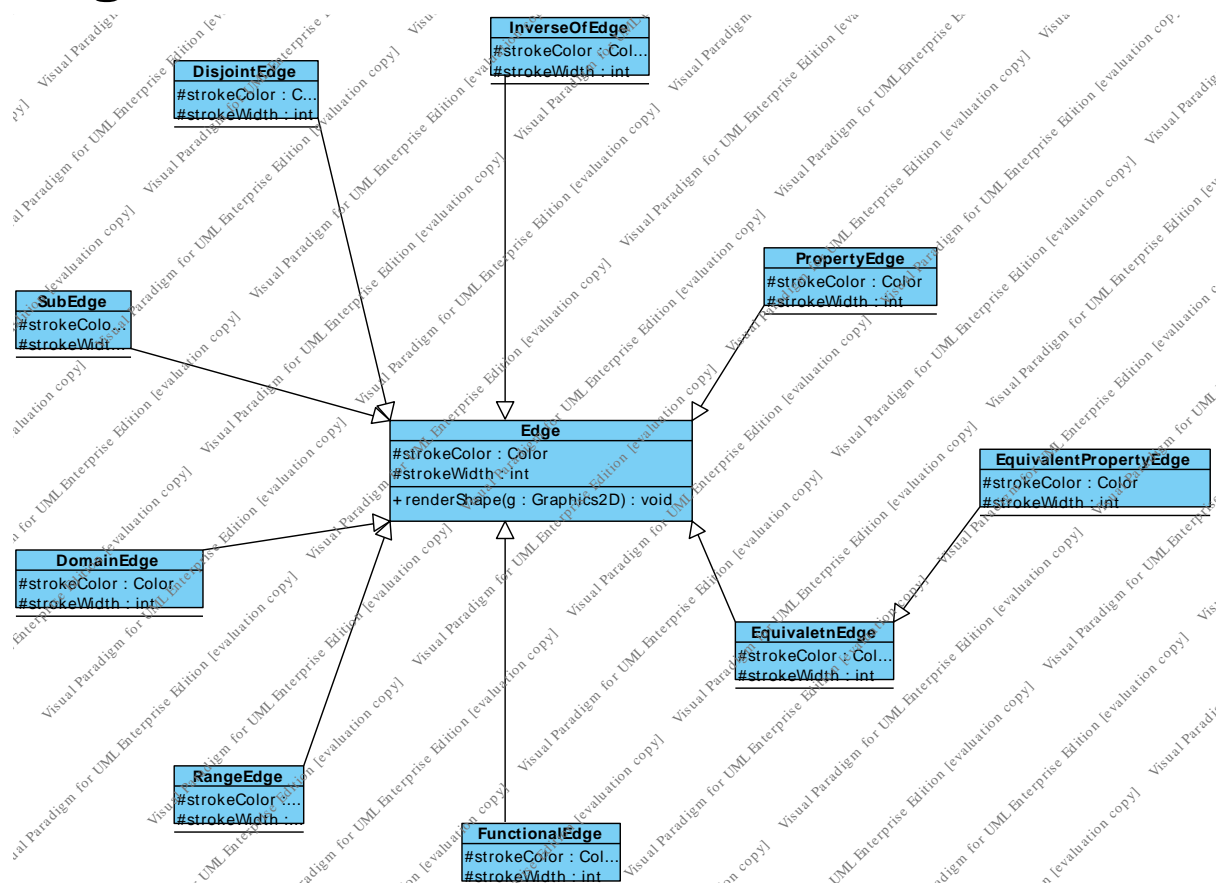 InverseOfEdge
#strokeColor : Col...
#strokeWidth : int
DisjointEdge
#strokeColor : C...
#strokeWidth : int
PropertyEdge
#strokeColor : Color
#strokeWidth : int
SubEdge
#strokeColo...
#strokeWidt...
Edge
#strokeColor : Color
#strokeWidth : int
+renderShape(g : Graphics2D) : void
EquivalentPropertyEdge
#strokeColor : Color
#strokeWidth : int
DomainEdge
#strokeColor : Color
#strokeWidth : int
EquivaletnEdge
#strokeColor : Col...
#strokeWidth : int
RangeEdge
#strokeColor :...
#strokeWidth :...
FunctionalEdge
#strokeColor : Col...
#strokeWidth : int
Visual Paradigm for UML Enterprise Edition [evaluation copy]